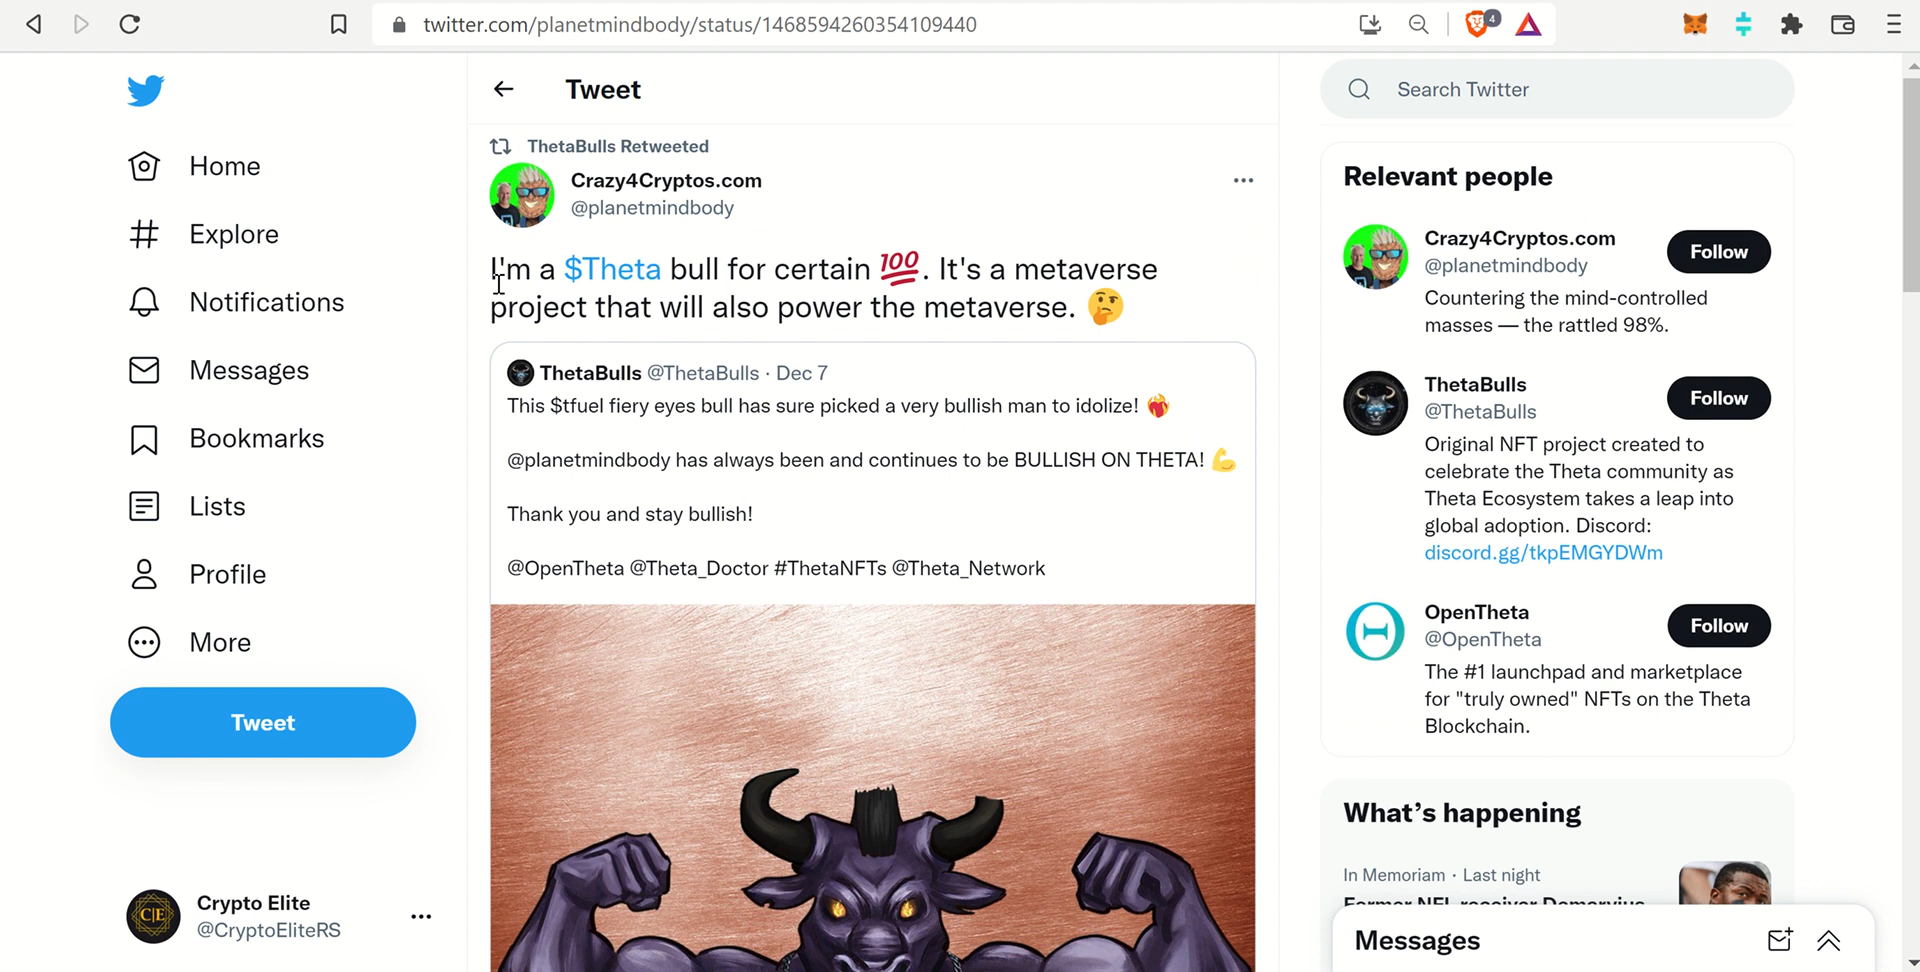 twitter.com/planetmindbody/status/1468594260354109440
4
Home
Explore
Notifications
Messages
Bookmarks
Lists
Profile
More
Tweet
Crypto Elite
@CryptoEliteRS
C|E
Tweet
ThetaBulls Retweeted
Crazy4Cryptos.com
@planetmindbody
I'm a $Theta bull for certain 💯. It's a metaverse
project that will also power the metaverse. 🤔
ThetaBulls @ThetaBulls · Dec 7
This $tfuel fiery eyes bull has sure picked a very bullish man to idolize! ❤️‍🔥
@planetmindbody has always been and continues to be BULLISH ON THETA! 💪
Thank you and stay bullish!
@OpenTheta @Theta_Doctor #ThetaNFTs @Theta_Network
Search Twitter
Relevant people
Crazy4Cryptos.com
@planetmindbody
Follow
Countering the mind-controlled
masses — the rattled 98%.
ThetaBulls
@ThetaBulls
Follow
Original NFT project created to
celebrate the Theta community as
Theta Ecosystem takes a leap into
global adoption. Discord:
discord.gg/tkpEMGYDWm
OpenTheta
@OpenTheta
Follow
The #1 launchpad and marketplace
for "truly owned" NFTs on the Theta
Blockchain.
What's happening
In Memoriam · Last night
Former NFL receiver Demaryius
Messages